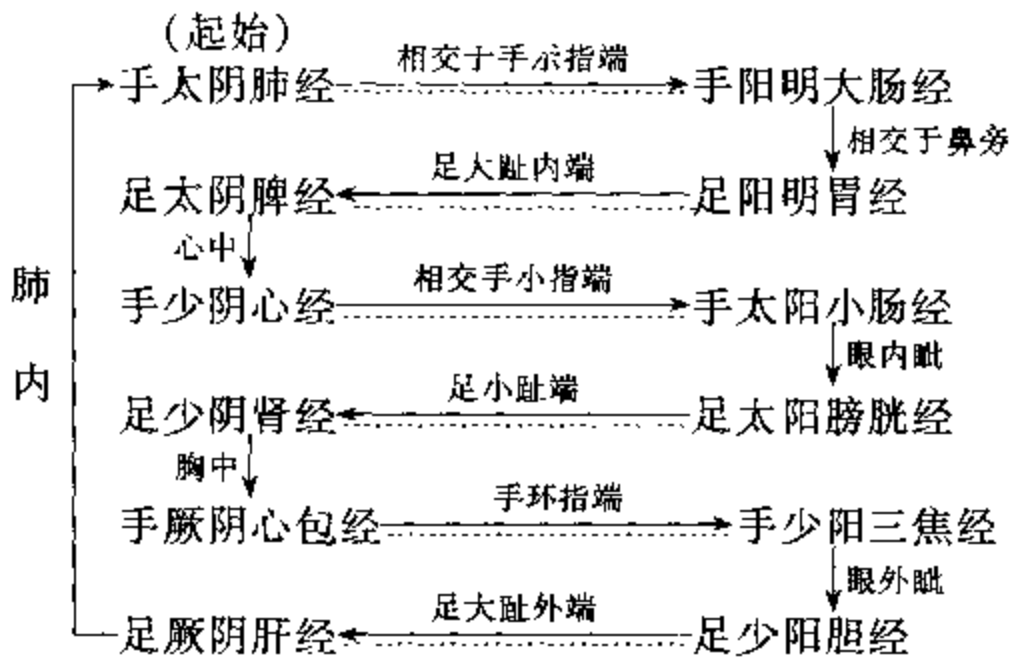 (起始)
手太阴肺经 相交于手示指端 手阳明大肠经
相交于鼻旁
足太阴脾经 足大趾内端 足阳明胃经
心中
手少阴心经 相交手小指端 手太阳小肠经
眼内眦
足少阴肾经 足小趾端 足太阳膀胱经
胸中
手厥阴心包经 手环指端 手少阳三焦经
眼外眦
足厥阴肝经 足大趾外端 足少阳胆经
肺内